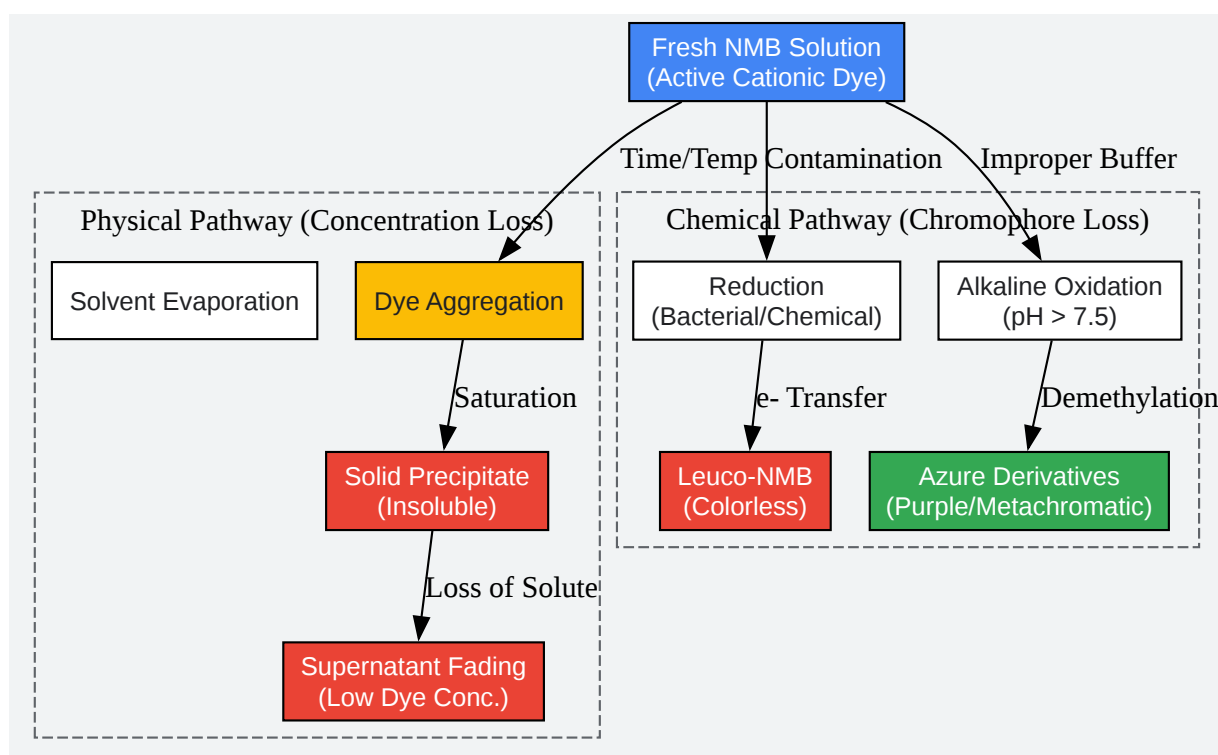 Fresh NMB Solution
(Active Cationic Dye)
Time/Temp
Contamination
Improper Buffer
Physical Pathway (Concentration Loss)
Chemical Pathway (Chromophore Loss)
Solvent Evaporation
Dye Aggregation
Reduction
(Bacterial/Chemical)
Alkaline Oxidation
(pH > 7.5)
Saturation
e- Transfer
Demethylation
Solid Precipitate
(Insoluble)
Leuco-NMB
(Colorless)
Azure Derivatives
(Purple/Metachromatic)
Loss of Solute
Supernatant Fading
(Low Dye Conc.)